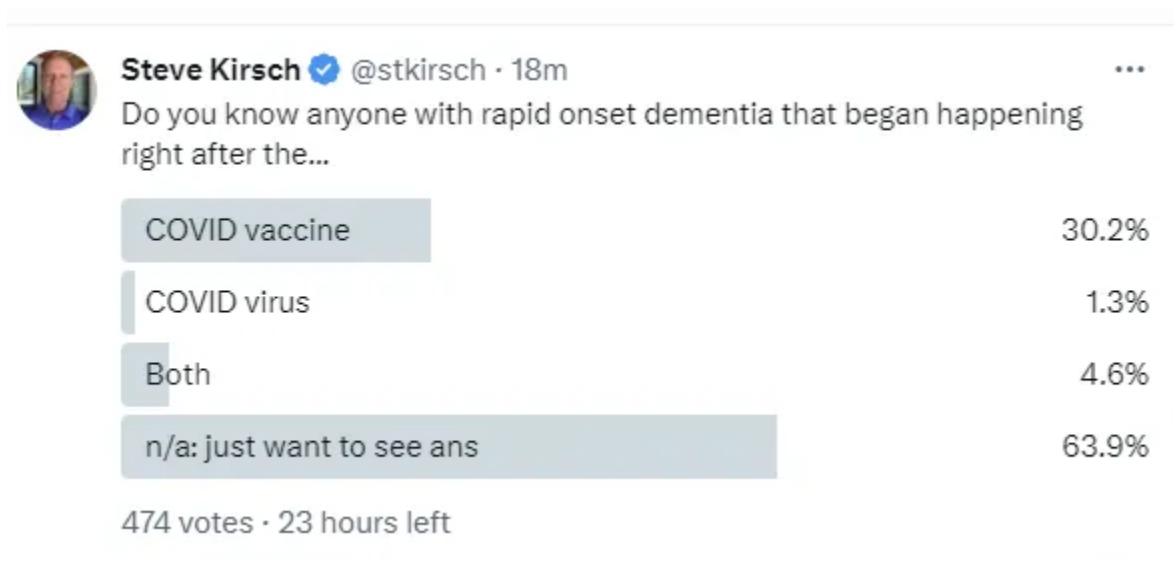 Steve Kirsch @stkirsch · 18m
Do you know anyone with rapid onset dementia that began happening
right after the...
COVID vaccine 30.2%
COVID virus 1.3%
Both 4.6%
n/a: just want to see ans 63.9%
474 votes · 23 hours left